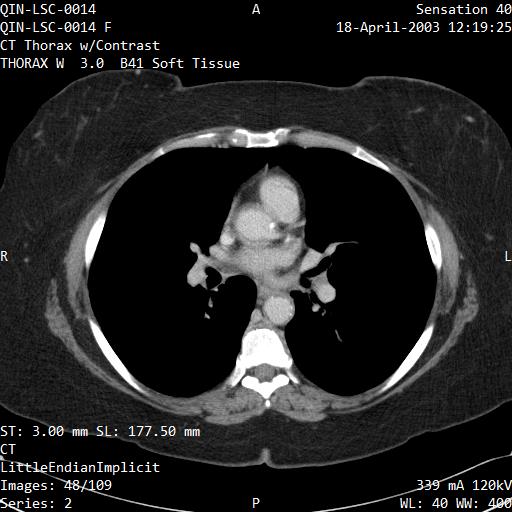 QIN-LSC-0014 A Sensation 40
QIN-LSC-0014 F 18-April-2003 12:19:25
CT Thorax w/Contrast
THORAX W 3.0 B41 Soft Tissue
R L
ST: 3.00 mm SL: 177.50 mm
CT
LittleEndianImplicit
Images: 48/109 339 mA 120kV
Series: 2 P WL: 40 WW: 400